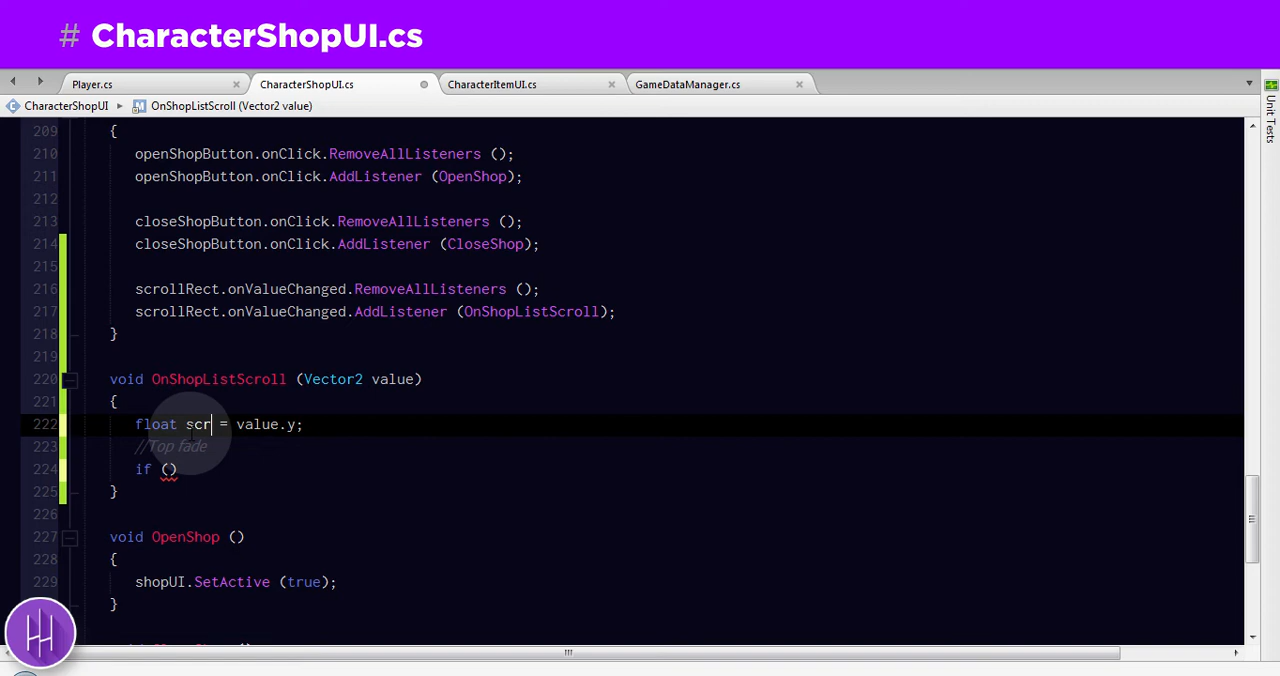 # CharacterShopUI.cs
Player.cs
CharacterShopUI.cs
CharacterItemUI.cs
GameDataManager.cs
CharacterShopUI
OnShopListScroll (Vector2 value)
Unit Tests
209 {
210 openShopButton.onClick.RemoveAllListeners ();
211 openShopButton.onClick.AddListener (OpenShop);
212
213 closeShopButton.onClick.RemoveAllListeners ();
214 closeShopButton.onClick.AddListener (CloseShop);
215
216 scrollRect.onValueChanged.RemoveAllListeners ();
217 scrollRect.onValueChanged.AddListener (OnShopListScroll);
218 }
219
220 void OnShopListScroll (Vector2 value)
221 {
222 float scr = value.y;
223 //Top fade
224 if ()
225 }
226
227 void OpenShop ()
228 {
229 shopUI.SetActive (true);
}